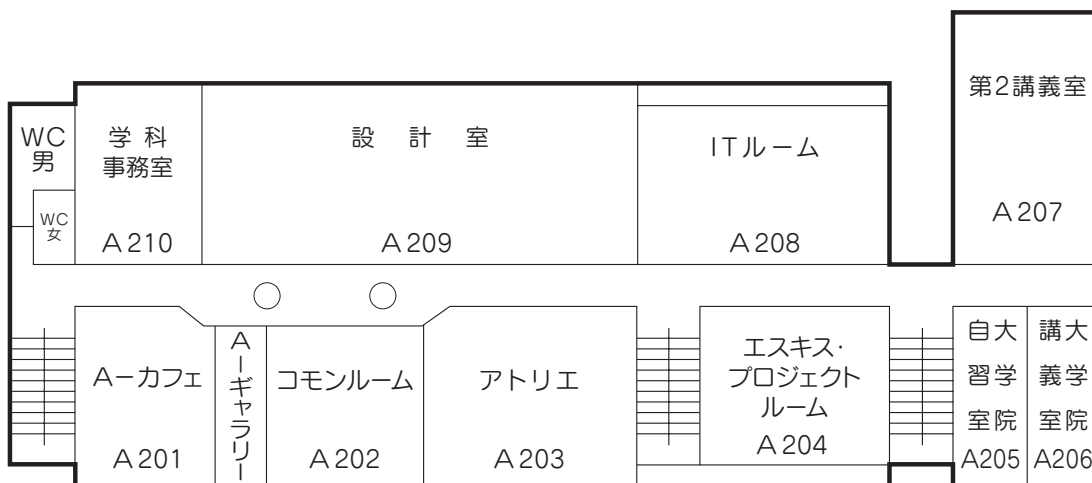 WC
男
WC
女
学科
事務室
A210
設計室
A209
ITルーム
A208
第2講義室
A207
A−カフェ
A201
A−ギャラリー
コモンルーム
A202
アトリエ
A203
エスキス・
プロジェクト
ルーム
A204
大学院
自習室
A205
大学院
講義室
A206